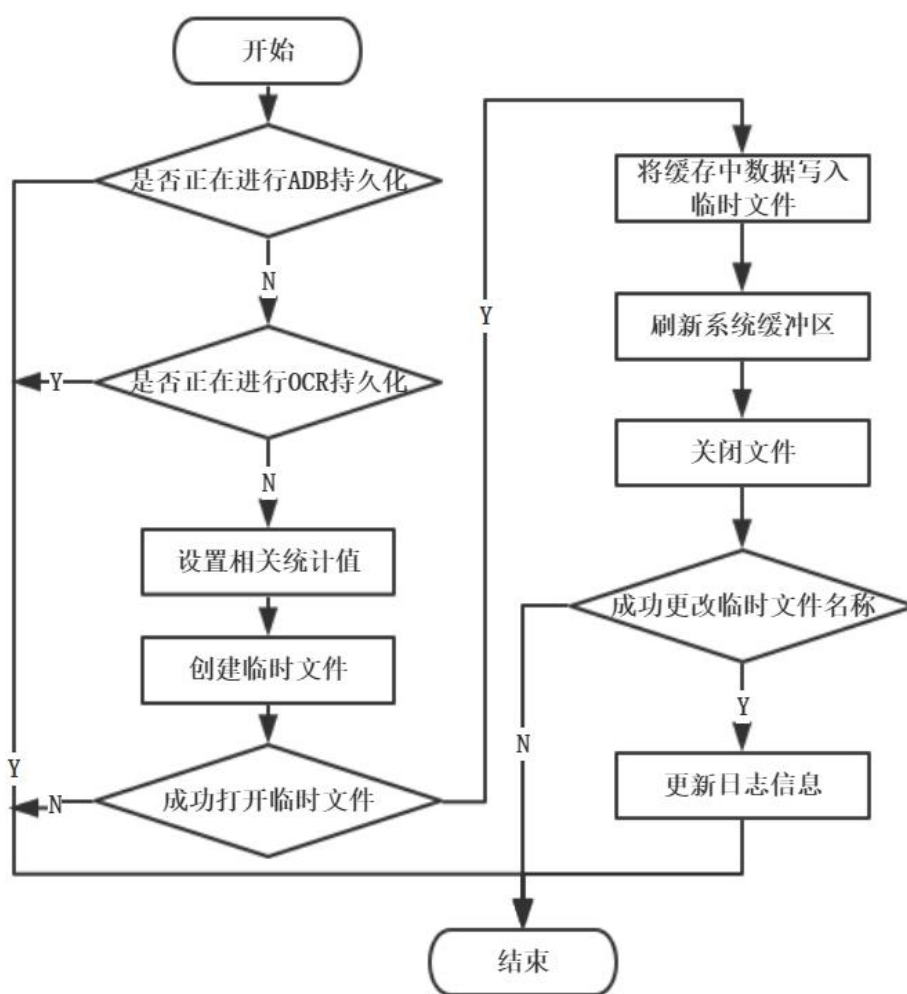 开始
是否正在进行ADB持久化
N
是否正在进行OCR持久化
Y
N
设置相关统计值
创建临时文件
成功打开临时文件
Y
N
Y
将缓存中数据写入
临时文件
刷新系统缓冲区
关闭文件
成功更改临时文件名称
N
Y
更新日志信息
结束